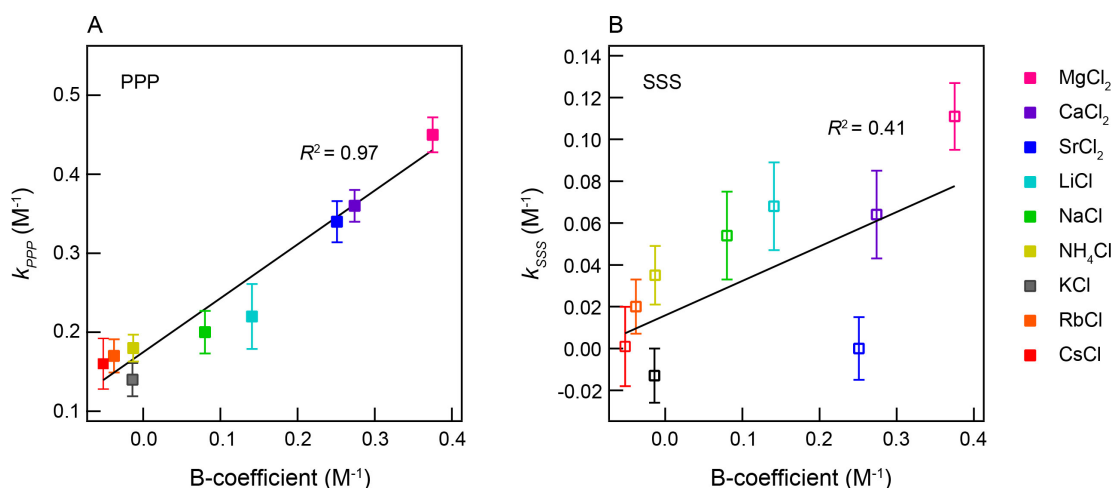 A
PPP
R² = 0.97
k_PPP (M⁻¹)
0.5
0.4
0.3
0.2
0.1
0.0 0.1 0.2 0.3 0.4
B-coefficient (M⁻¹)
B
SSS
R² = 0.41
k_SSS (M⁻¹)
0.14
0.12
0.10
0.08
0.06
0.04
0.02
0.00
-0.02
0.0 0.1 0.2 0.3 0.4
B-coefficient (M⁻¹)
MgCl₂
CaCl₂
SrCl₂
LiCl
NaCl
NH₄Cl
KCl
RbCl
CsCl